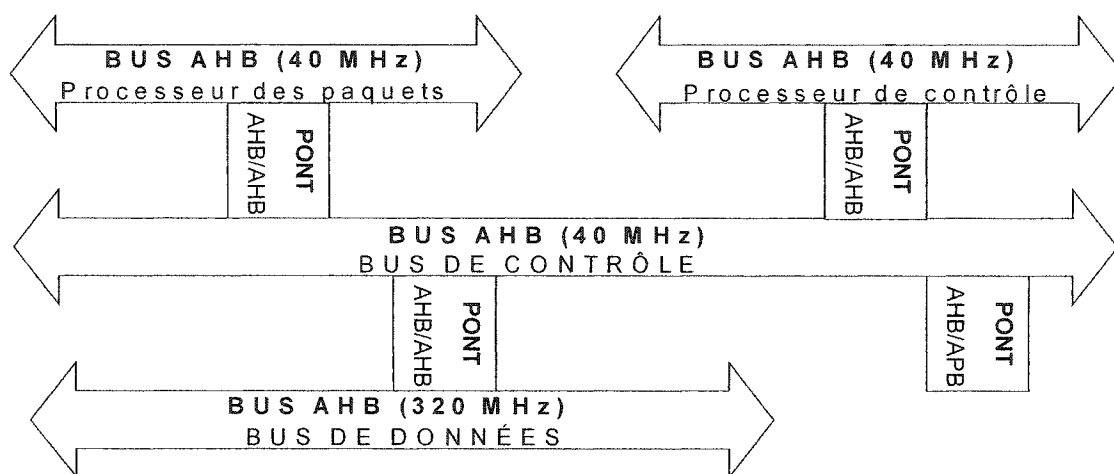 BUS AHB (40 MHz)
Processeur des paquets
BUS AHB (40 MHz)
Processeur de contrôle
PONT
AHB/AHB
PONT
AHB/AHB
BUS AHB (40 MHz)
BUS DE CONTRÔLE
PONT
AHB/AHB
PONT
AHB/APB
BUS AHB (320 MHz)
BUS DE DONNÉES